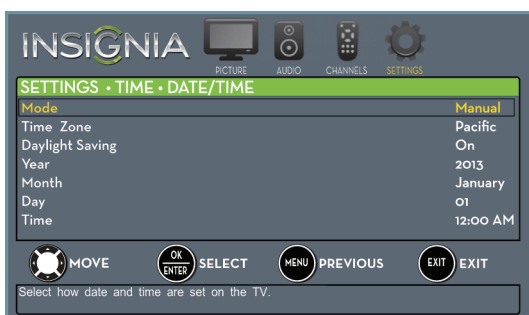 INSIGNIA
PICTURE AUDIO CHANNELS SETTINGS
SETTINGS • TIME • DATE/TIME
Mode Manual
Time Zone Pacific
Daylight Saving On
Year 2013
Month January
Day 01
Time 12:00 AM
MOVE OK ENTER SELECT MENU PREVIOUS EXIT EXIT
Select how date and time are set on the TV.